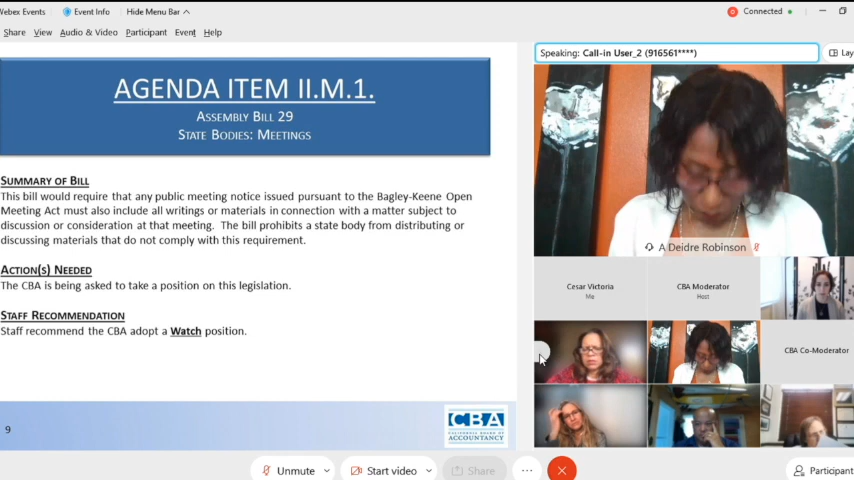 Webex Events
Event Info
Hide Menu Bar
Connected
Share View Audio & Video Participant Event Help
AGENDA ITEM II.M.1.
ASSEMBLY BILL 29
STATE BODIES: MEETINGS
SUMMARY OF BILL
This bill would require that any public meeting notice issued pursuant to the Bagley-Keene Open
Meeting Act must also include all writings or materials in connection with a matter subject to
discussion or consideration at that meeting. The bill prohibits a state body from distributing or
discussing materials that do not comply with this requirement.
ACTION(S) NEEDED
The CBA is being asked to take a position on this legislation.
STAFF RECOMMENDATION
Staff recommend the CBA adopt a Watch position.
9
CBA
CALIFORNIA BOARD OF
ACCOUNTANCY
Speaking: Call-in User_2 (916561****)
Lay
A Deidre Robinson
Cesar Victoria
Me
CBA Moderator
Host
CBA Co-Moderator
Unmute
Start video
Share
Participant